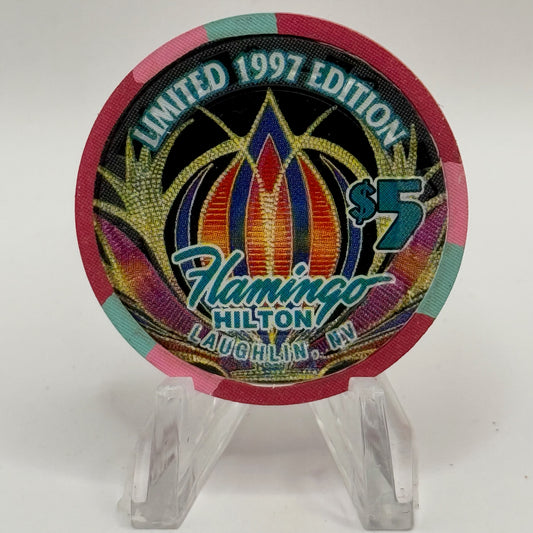 LIMITED 1997 EDITION
$5
Flamingo
HILTON
LAUGHLIN, NV